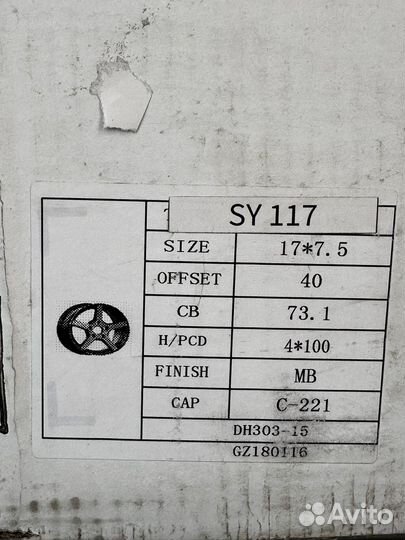 SY 117
SIZE 17*7.5
OFFSET 40
CB 73.1
H/PCD 4*100
FINISH MB
CAP C-221
DH303-15
GZ180116
Avito